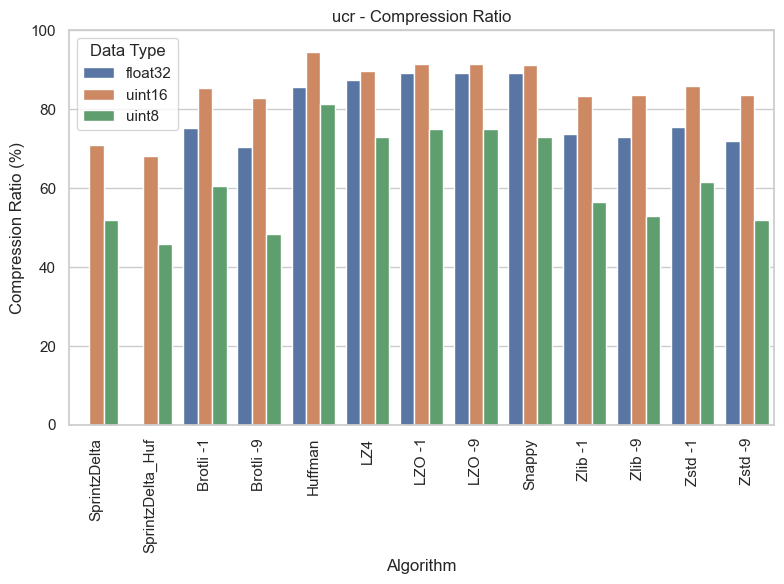 ucr - Compression Ratio
Data Type
float32
uint16
uint8
Compression Ratio (%)
100
80
60
40
20
0
SprintzDelta
SprintzDelta_Huf
Brotli -1
Brotli -9
Huffman
LZ4
LZO -1
LZO -9
Snappy
Zlib -1
Zlib -9
Zstd -1
Zstd -9
Algorithm